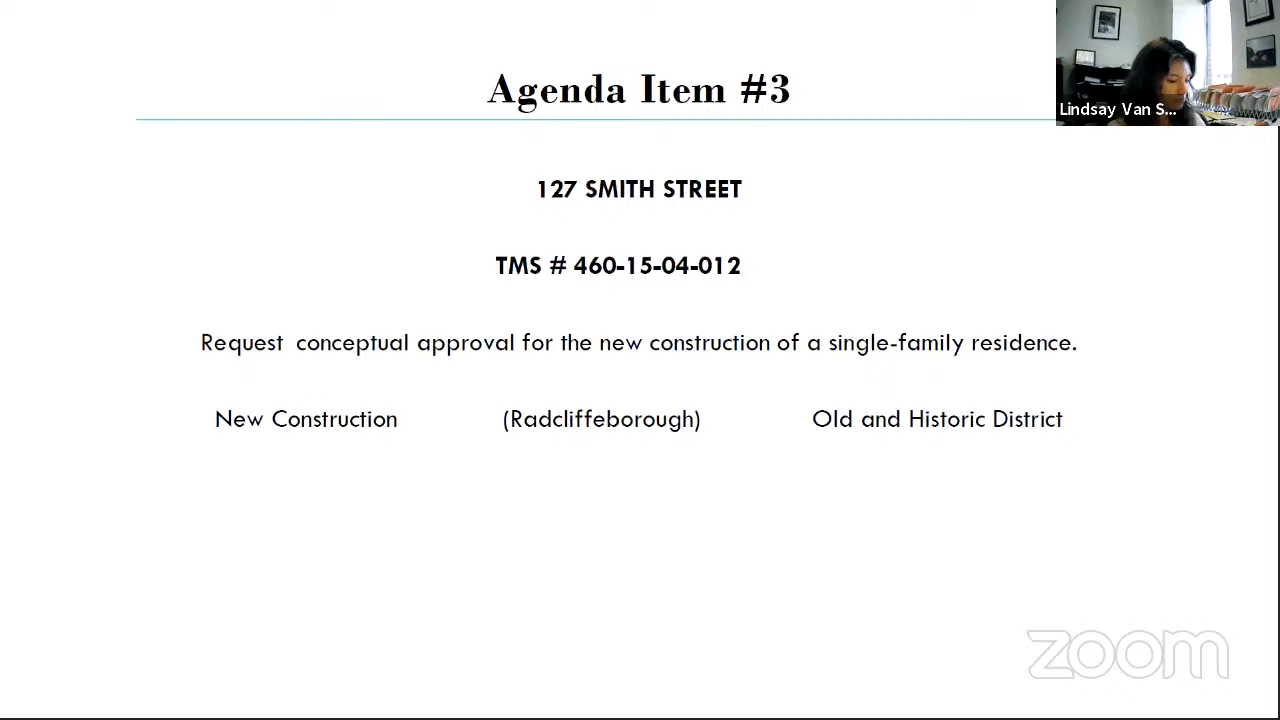 Agenda Item #3
Lindsay Van S...
127 SMITH STREET
TMS # 460-15-04-012
Request conceptual approval for the new construction of a single-family residence.
New Construction (Radcliffeborough) Old and Historic District
zoom